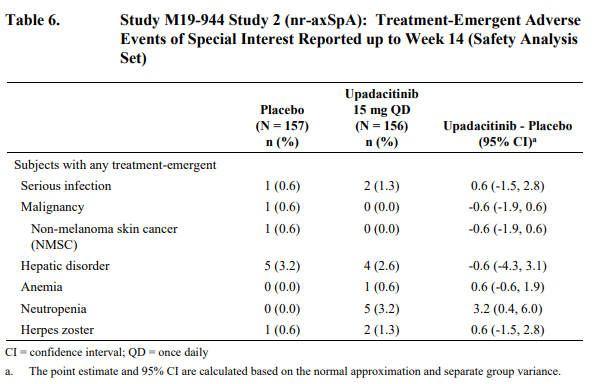 Table 6. Study M19-944 Study 2 (nr-axSpA): Treatment-Emergent Adverse
Events of Special Interest Reported up to Week 14 (Safety Analysis
Set)
Upadacitinib
Placebo 15 mg QD
(N = 157) (N = 156) Upadacitinib - Placebo
n (%) n (%) (95% CI)a
Subjects with any treatment-emergent
Serious infection 1 (0.6) 2 (1.3) 0.6 (-1.5, 2.8)
Malignancy 1 (0.6) 0 (0.0) -0.6 (-1.9, 0.6)
Non-melanoma skin cancer 1 (0.6) 0 (0.0) -0.6 (-1.9, 0.6)
(NMSC)
Hepatic disorder 5 (3.2) 4 (2.6) -0.6 (-4.3, 3.1)
Anemia 0 (0.0) 1 (0.6) 0.6 (-0.6, 1.9)
Neutropenia 0 (0.0) 5 (3.2) 3.2 (0.4, 6.0)
Herpes zoster 1 (0.6) 2 (1.3) 0.6 (-1.5, 2.8)
CI = confidence interval; QD = once daily
a. The point estimate and 95% CI are calculated based on the normal approximation and separate group variance.